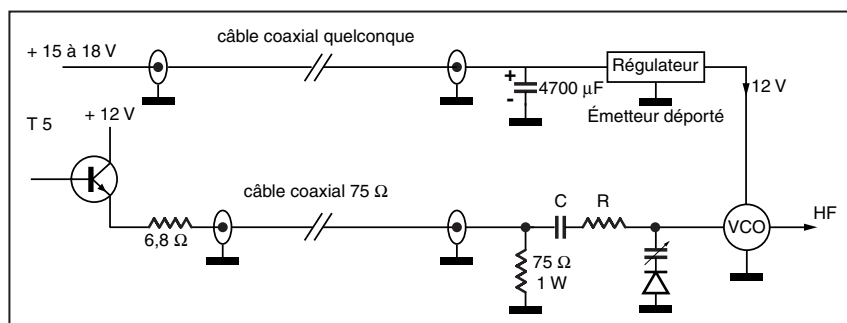 câble coaxial quelconque
+ 15 à 18 V
Régulateur
+
-
4700 µF
12 V
Émetteur déporté
+ 12 V
T 5
câble coaxial 75 Ω
C
R
HF
VCO
6,8 Ω
75 Ω
1 W